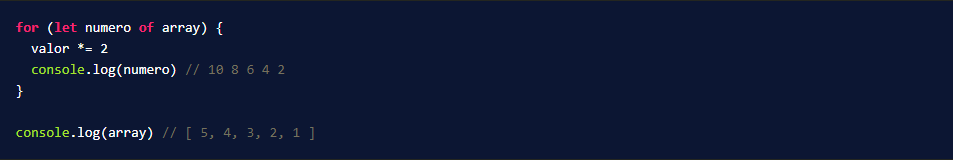 for (let numero of array) {
  valor *= 2
  console.log(numero) // 10 8 6 4 2
}

console.log(array) // [ 5, 4, 3, 2, 1 ]